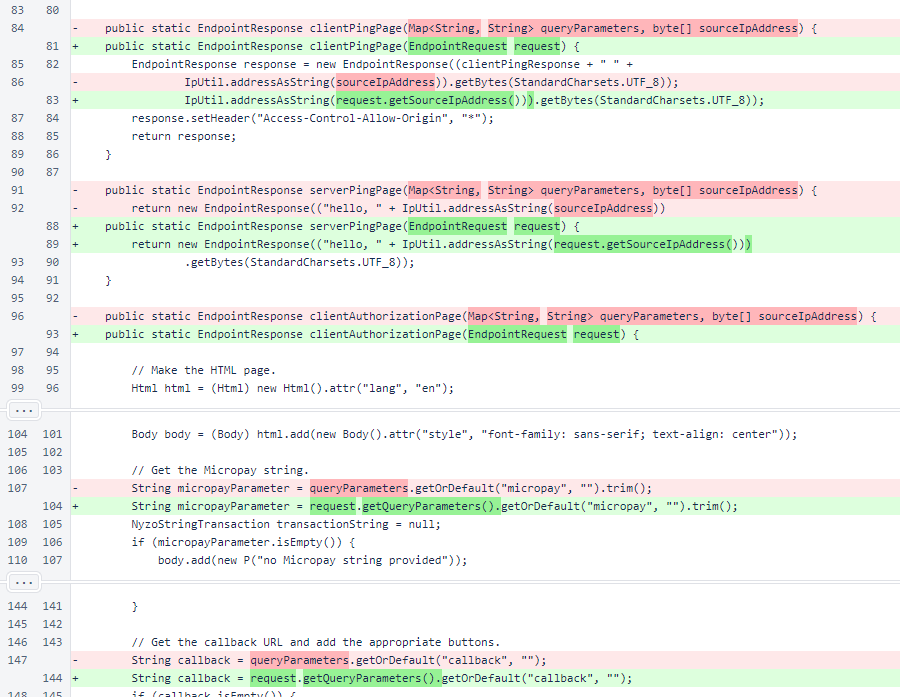 83 80
84 - public static EndpointResponse clientPingPage(Map<String, String> queryParameters, byte[] sourceIpAddress) {
81 + public static EndpointResponse clientPingPage(EndpointRequest request) {
85 82 EndpointResponse response = new EndpointResponse((clientPingResponse + " " +
86 - IpUtil.addressAsString(sourceIpAddress)).getBytes(StandardCharsets.UTF_8));
83 + IpUtil.addressAsString(request.getSourceIpAddress())).getBytes(StandardCharsets.UTF_8));
87 84 response.setHeader("Access-Control-Allow-Origin", "*");
88 85 return response;
89 86 }
90 87
91 - public static EndpointResponse serverPingPage(Map<String, String> queryParameters, byte[] sourceIpAddress) {
92 - return new EndpointResponse(("hello, " + IpUtil.addressAsString(sourceIpAddress))
88 + public static EndpointResponse serverPingPage(EndpointRequest request) {
89 + return new EndpointResponse(("hello, " + IpUtil.addressAsString(request.getSourceIpAddress()))
93 90 .getBytes(StandardCharsets.UTF_8));
94 91 }
95 92
96 - public static EndpointResponse clientAuthorizationPage(Map<String, String> queryParameters, byte[] sourceIpAddress) {
93 + public static EndpointResponse clientAuthorizationPage(EndpointRequest request) {
97 94
98 95 // Make the HTML page.
99 96 Html html = (Html) new Html().attr("lang", "en");
...
104 101 Body body = (Body) html.add(new Body().attr("style", "font-family: sans-serif; text-align: center"));
105 102
106 103 // Get the Micropay string.
107 - String micropayParameter = queryParameters.getOrDefault("micropay", "").trim();
104 + String micropayParameter = request.getQueryParameters().getOrDefault("micropay", "").trim();
108 105 NyzoStringTransaction transactionString = null;
109 106 if (micropayParameter.isEmpty()) {
110 107 body.add(new P("no Micropay string provided"));
...
144 141 }
145 142
146 143 // Get the callback URL and add the appropriate buttons.
147 - String callback = queryParameters.getOrDefault("callback", "");
144 + String callback = request.getQueryParameters().getOrDefault("callback", "");
148 145 if (callback.isEmpty()) {